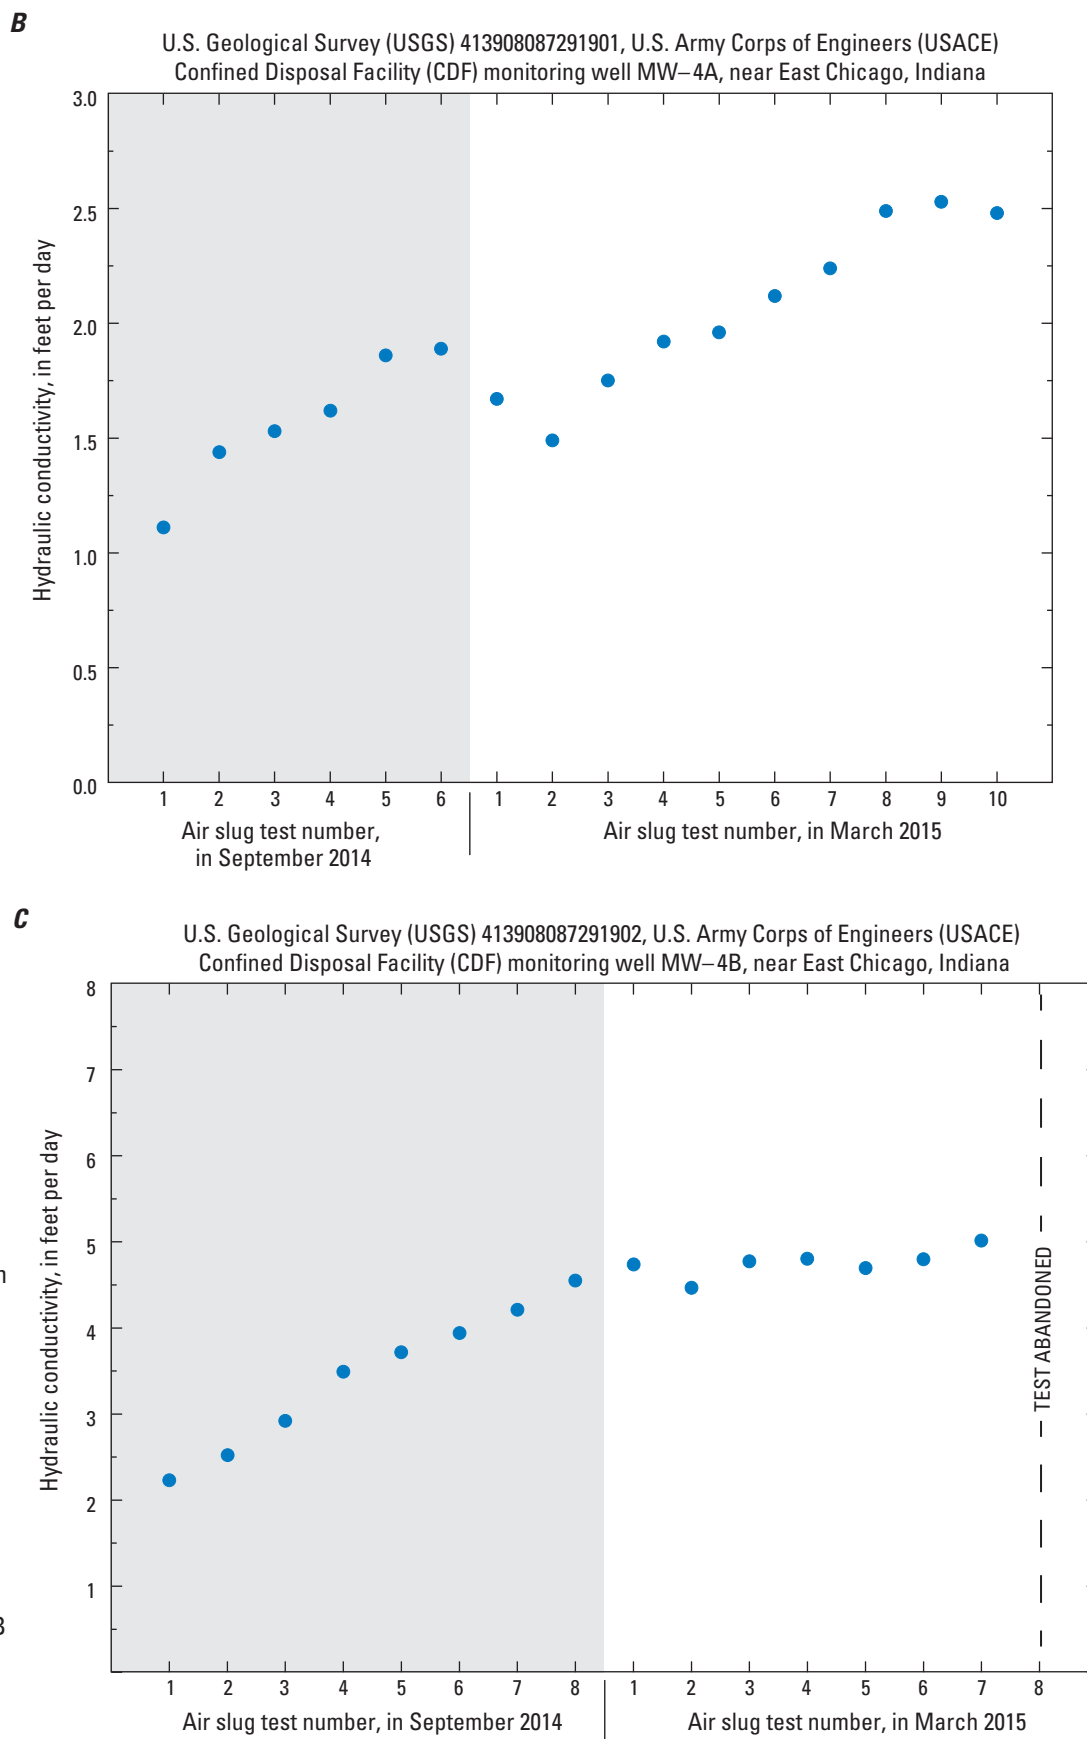 B
U.S. Geological Survey (USGS) 413908087291901, U.S. Army Corps of Engineers (USACE)
Confined Disposal Facility (CDF) monitoring well MW–4A, near East Chicago, Indiana
3.0
2.5
2.0
1.5
1.0
0.5
0.0
Hydraulic conductivity, in feet per day
1 2 3 4 5 6 1 2 3 4 5 6 7 8 9 10
Air slug test number,
in September 2014
Air slug test number, in March 2015
C
U.S. Geological Survey (USGS) 413908087291902, U.S. Army Corps of Engineers (USACE)
Confined Disposal Facility (CDF) monitoring well MW–4B, near East Chicago, Indiana
8
7
6
5
4
3
2
1
Hydraulic conductivity, in feet per day
TEST ABANDONED
1 2 3 4 5 6 7 8 1 2 3 4 5 6 7 8
Air slug test number, in September 2014
Air slug test number, in March 2015